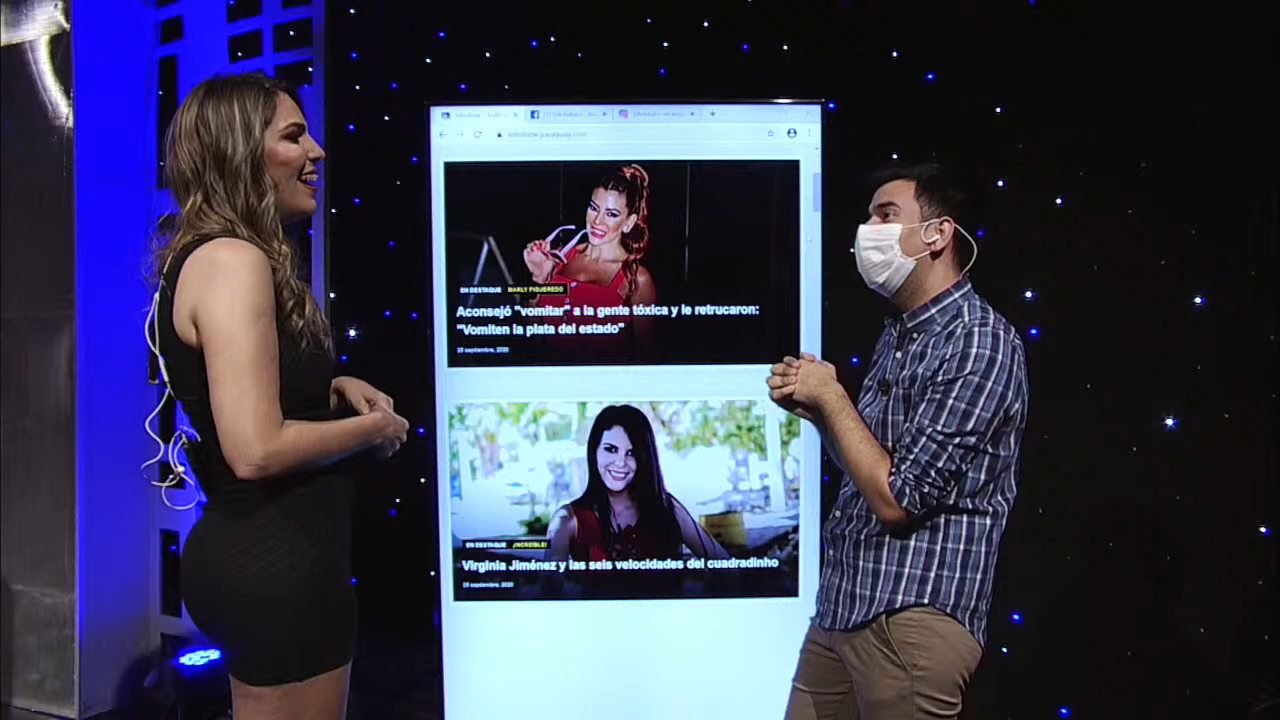 EN DESTAQUE MARLY FIGUEREDO
Aconsejó "vomitar" a la gente tóxica y le retrucaron:
"Vomiten la plata del estado"
EN DESTAQUE ¡INCREÍBLE!
Virginia Jiménez y las seis velocidades del cuadradinho